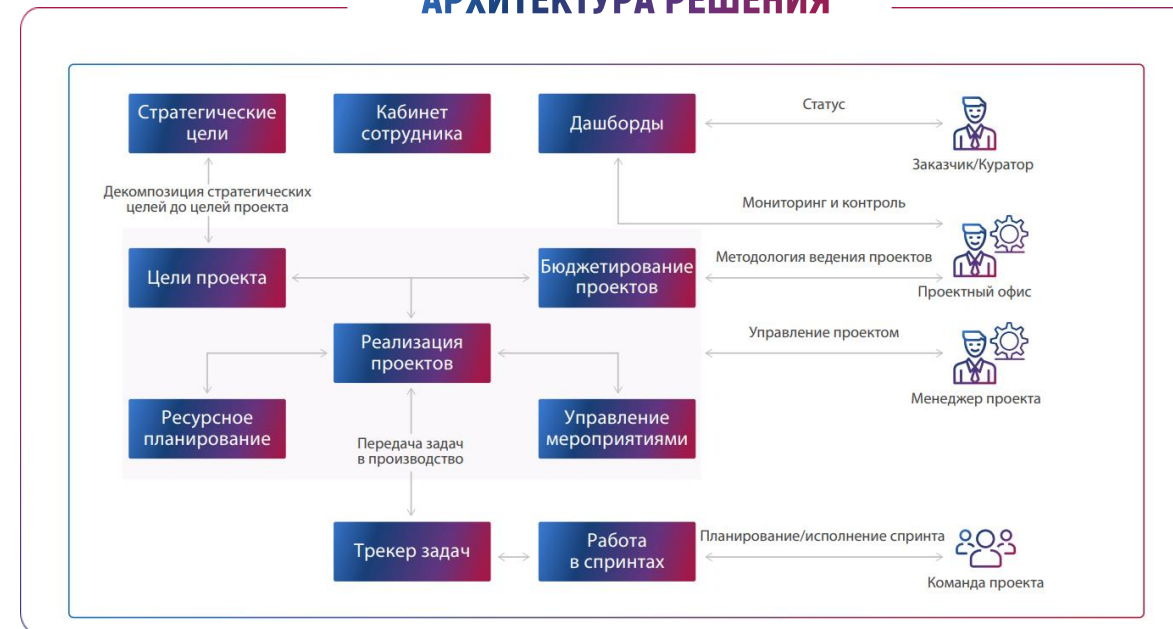 АРХИТЕКТУРА РЕШЕНИЯ
Стратегические
цели
Кабинет
сотрудника
Дашборды
Статус
Заказчик/Куратор
Декомпозиция стратегических
целей до целей проекта
Мониторинг и контроль
Цели проекта
Бюджетирование
проектов
Методология ведения проектов
Проектный офис
Реализация
проектов
Управление проектом
Менеджер проекта
Ресурсное
планирование
Передача задач
в производство
Управление
мероприятиями
Трекер задач
Работа
в спринтах
Планирование/исполнение спринта
Команда проекта